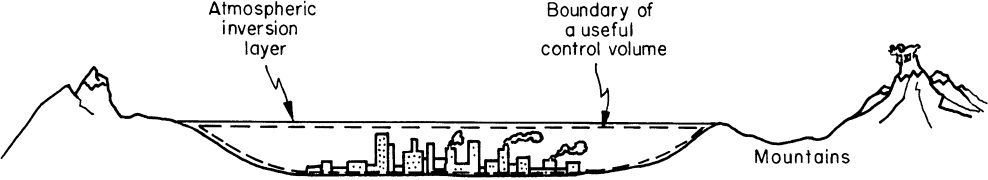 Atmospheric
inversion
layer
Boundary of
a useful
control volume
Mountains